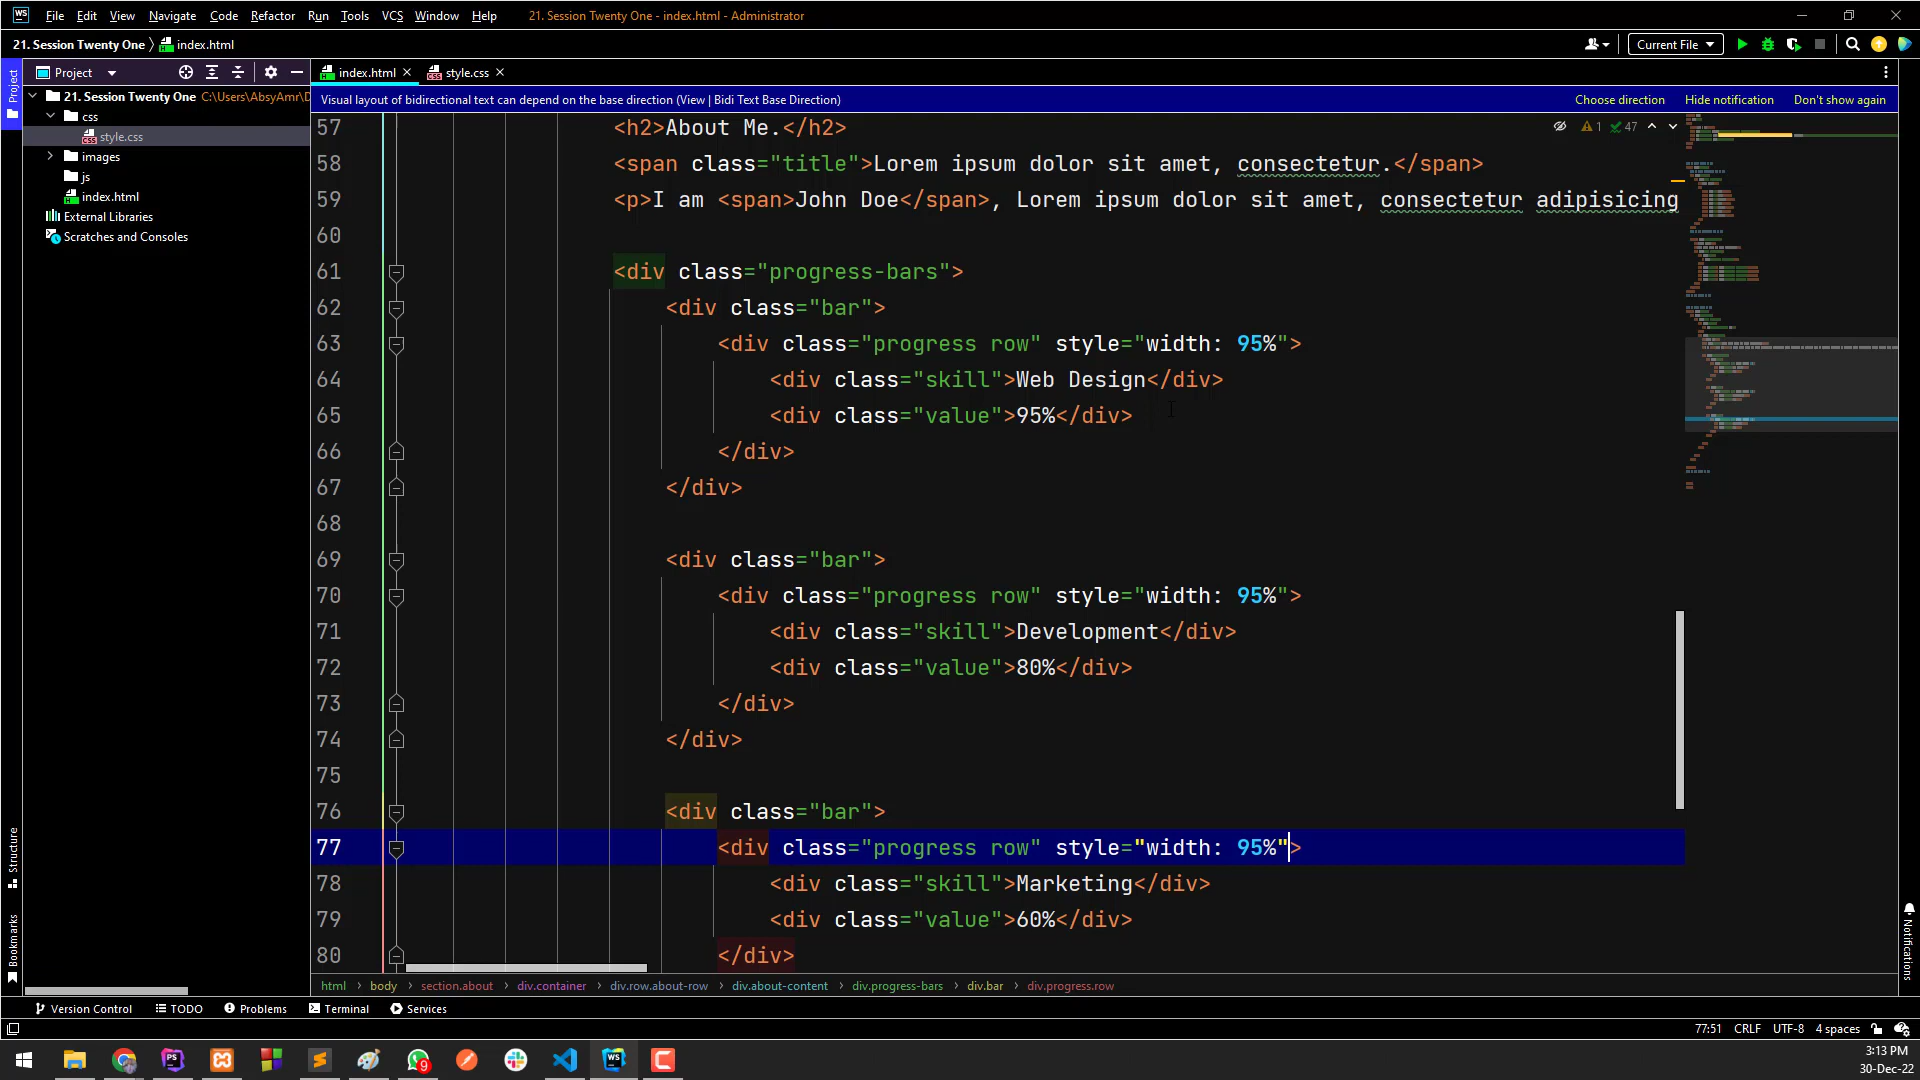 WS File Edit View Navigate Code Refactor Run Tools VCS Window Help 21. Session Twenty One - index.html - Administrator
21. Session Twenty One index.html Current File
Project index.html style.css
Project
Visual layout of bidirectional text can depend on the base direction (View | Bidi Text Base Direction) Choose direction Hide notification Don't show again
21. Session Twenty One C:\Users\AbsyAmr\D
css
style.css
images
js
index.html
External Libraries
Scratches and Consoles
1 47
57 <h2>About Me.</h2>
58 <span class="title">Lorem ipsum dolor sit amet, consectetur.</span>
59 <p>I am <span>John Doe</span>, Lorem ipsum dolor sit amet, consectetur adipisicing
60
61 <div class="progress-bars">
62 <div class="bar">
63 <div class="progress row" style="width: 95%">
64 <div class="skill">Web Design</div>
65 <div class="value">95%</div>
66 </div>
67 </div>
68
69 <div class="bar">
70 <div class="progress row" style="width: 95%">
71 <div class="skill">Development</div>
72 <div class="value">80%</div>
73 </div>
74 </div>
75
76 <div class="bar">
77 <div class="progress row" style="width: 95%">
78 <div class="skill">Marketing</div>
79 <div class="value">60%</div>
80 </div>
Structure
Bookmarks
Notifications
html body section.about div.container div.row.about-row div.about-content div.progress-bars div.bar div.progress.row
Version Control TODO Problems Terminal Services
77:51 CRLF UTF-8 4 spaces
PS 9 WS
3:13 PM
30-Dec-22